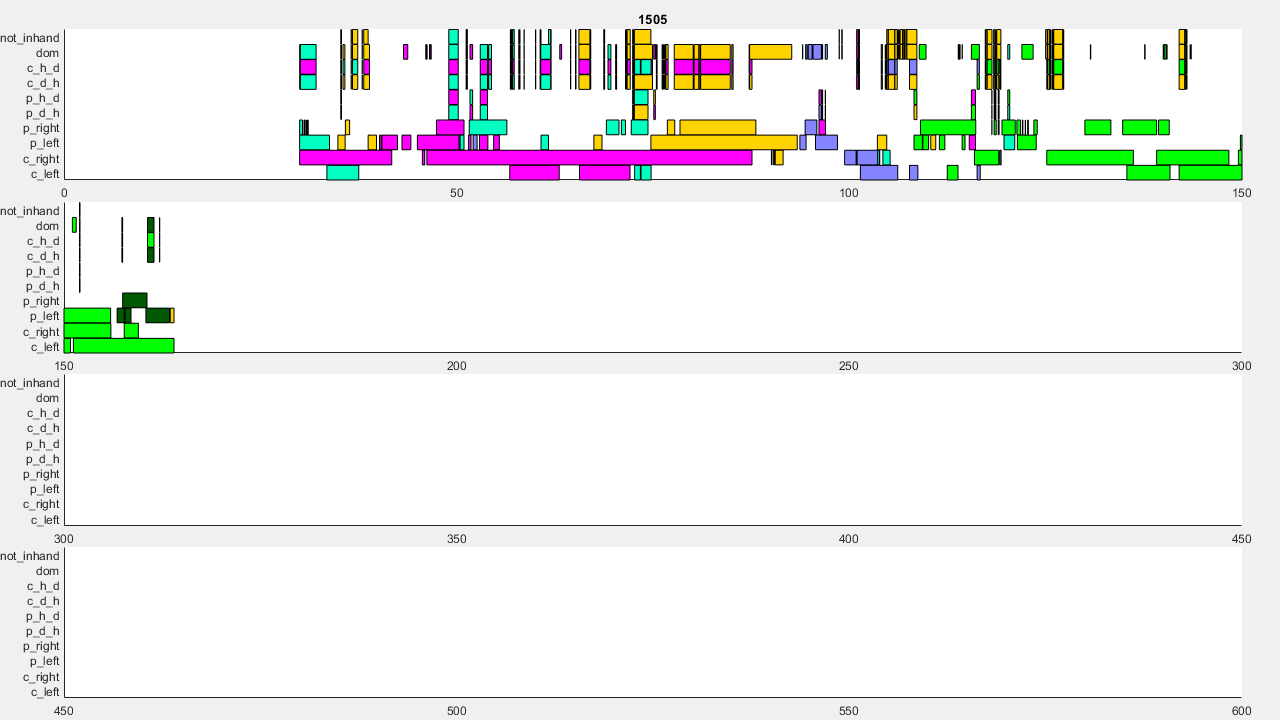 1505
not_inhand
dom
c_h_d
c_d_h
p_h_d
p_d_h
p_right
p_left
c_right
c_left
0 50 100 150
not_inhand
dom
c_h_d
c_d_h
p_h_d
p_d_h
p_right
p_left
c_right
c_left
150 200 250 300
not_inhand
dom
c_h_d
c_d_h
p_h_d
p_d_h
p_right
p_left
c_right
c_left
300 350 400 450
not_inhand
dom
c_h_d
c_d_h
p_h_d
p_d_h
p_right
p_left
c_right
c_left
450 500 550 600